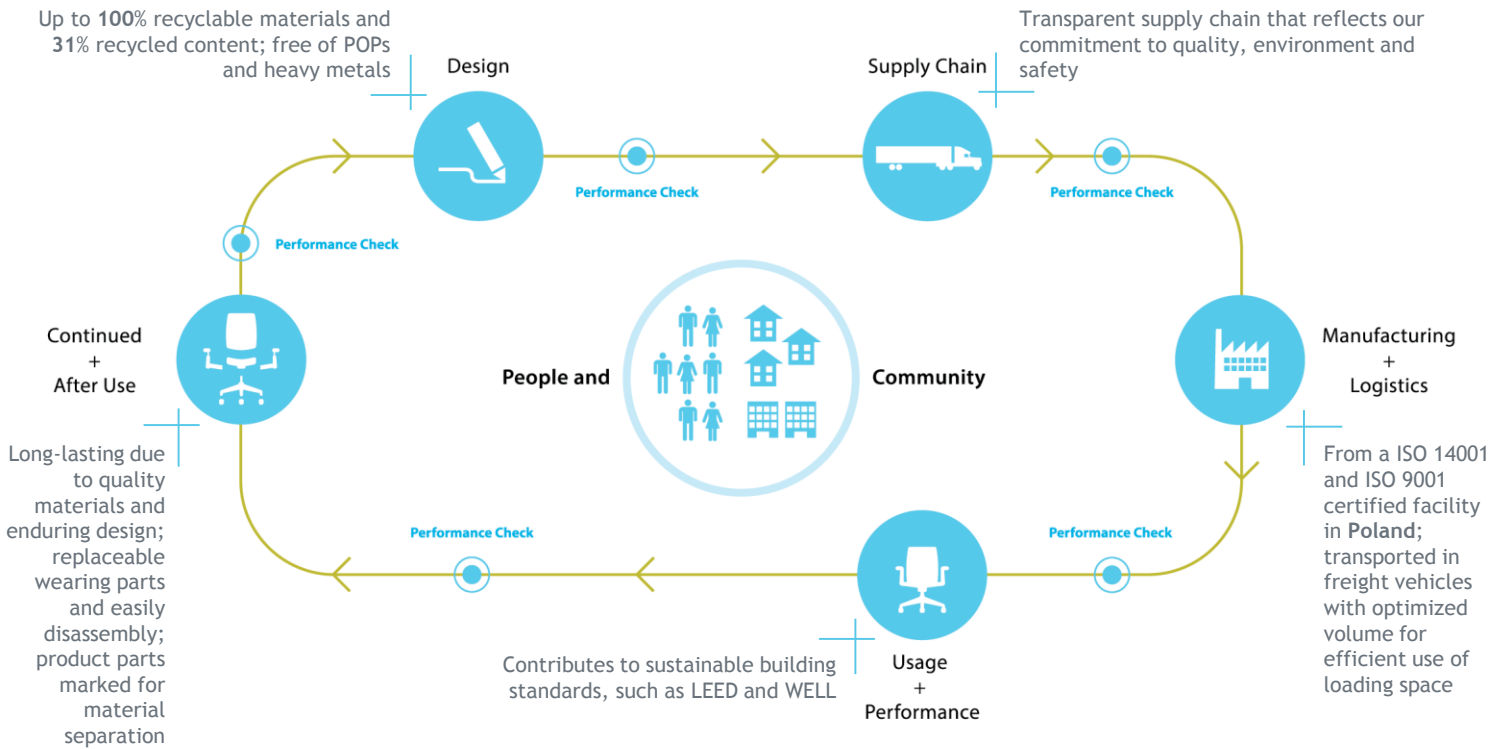 Up to 100% recyclable materials and
31% recycled content; free of POPs
and heavy metals
Design
Supply Chain
Transparent supply chain that reflects our
commitment to quality, environment and
safety
Performance Check
Performance Check
Performance Check
Continued
+
After Use
People and
Community
Manufacturing
+
Logistics
Long-lasting due
to quality
materials and
enduring design;
replaceable
wearing parts
and easily
disassembly;
product parts
marked for
material
separation
From a ISO 14001
and ISO 9001
certified facility
in Poland;
transported in
freight vehicles
with optimized
volume for
efficient use of
loading space
Performance Check
Performance Check
Contributes to sustainable building
standards, such as LEED and WELL
Usage
+
Performance